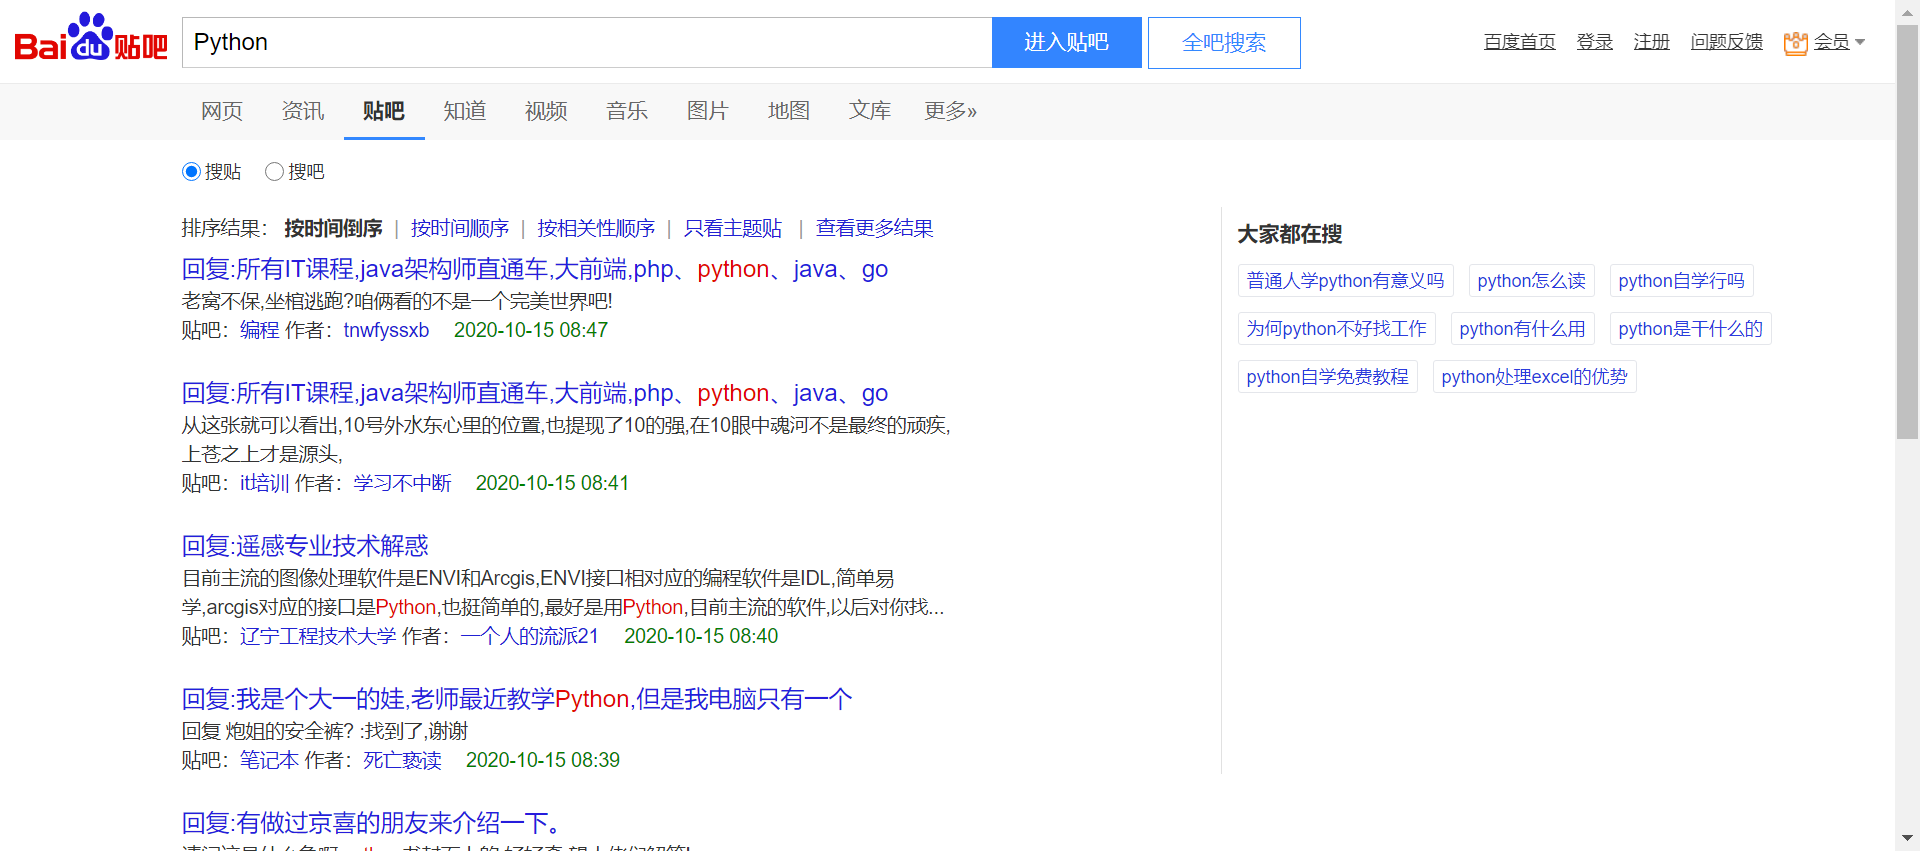 Bai du 贴吧 Python 进入贴吧 全吧搜索 百度首页 登录 注册 问题反馈 会员
网页 资讯 贴吧 知道 视频 音乐 图片 地图 文库 更多»
搜贴 搜吧
排序结果： 按时间倒序 | 按时间顺序 | 按相关性顺序 | 只看主题贴 | 查看更多结果
回复:所有IT课程,java架构师直通车,大前端,php、python、java、go
老窝不保,坐棺逃跑?咱俩看的不是一个完美世界吧!
贴吧：编程 作者：tnwfyssxb 2020-10-15 08:47
回复:所有IT课程,java架构师直通车,大前端,php、python、java、go
从这张就可以看出,10号外水东心里的位置,也提现了10的强,在10眼中魂河不是最终的顽疾,
上苍之上才是源头,
贴吧：it培训 作者：学习不中断 2020-10-15 08:41
回复:遥感专业技术解惑
目前主流的图像处理软件是ENVI和Arcgis,ENVI接口相对应的编程软件是IDL,简单易
学,arcgis对应的接口是Python,也挺简单的,最好是用Python,目前主流的软件,以后对你找...
贴吧：辽宁工程技术大学 作者：一个人的流派21 2020-10-15 08:40
回复:我是个大一的娃,老师最近教学Python,但是我电脑只有一个
回复 炮姐的安全裤? :找到了,谢谢
贴吧：笔记本 作者：死亡亵读 2020-10-15 08:39
回复:有做过京喜的朋友来介绍一下。
大家都在搜
普通人学python有意义吗 python怎么读 python自学行吗
为何python不好找工作 python有什么用 python是干什么的
python自学免费教程 python处理excel的优势